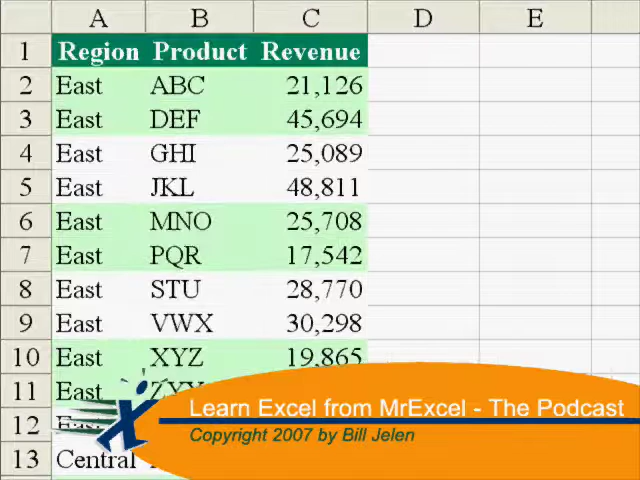 A B C D E
1 Region Product Revenue
2 East ABC 21,126
3 East DEF 45,694
4 East GHI 25,089
5 East JKL 48,811
6 East MNO 25,708
7 East PQR 17,542
8 East STU 28,770
9 East VWX 30,298
10 East XYZ 19,865
11 East
12 East
13 Central
Learn Excel from MrExcel - The Podcast
Copyright 2007 by Bill Jelen